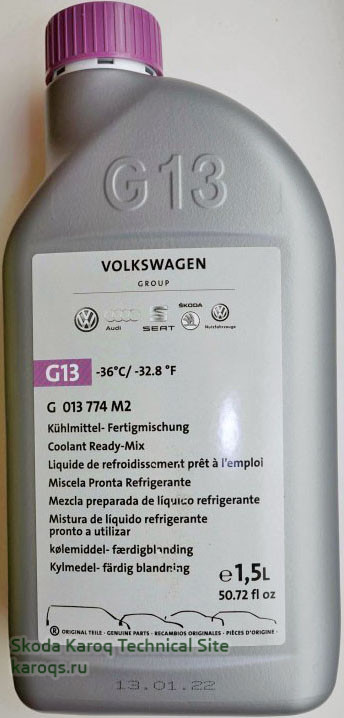 G13
VOLKSWAGEN
GROUP
Audi SEAT ŠKODA Nutzfahrzeuge
G13 -36°C/ -32.8 °F
G 013 774 M2
Kühlmittel- Fertigmischung
Coolant Ready-Mix
Liquide de refroidissement prêt à l'emploi
Miscela Pronta Refrigerante
Mezcla preparada de líquico refrigerante
Mistura de líquido refrigerante
pronto a utilizar
kølemiddel- færdigblanding
Kylmedel- färdig blandning
℮ 1,5L
50.72 fl oz
® ORIGINAL TEILE · GENUINE PARTS · RECAMBIOS ORIGINALES · PIÈCES D'ORIGINE ·
Skoda Karoq Technical Site
karoqs.ru
13.01.22